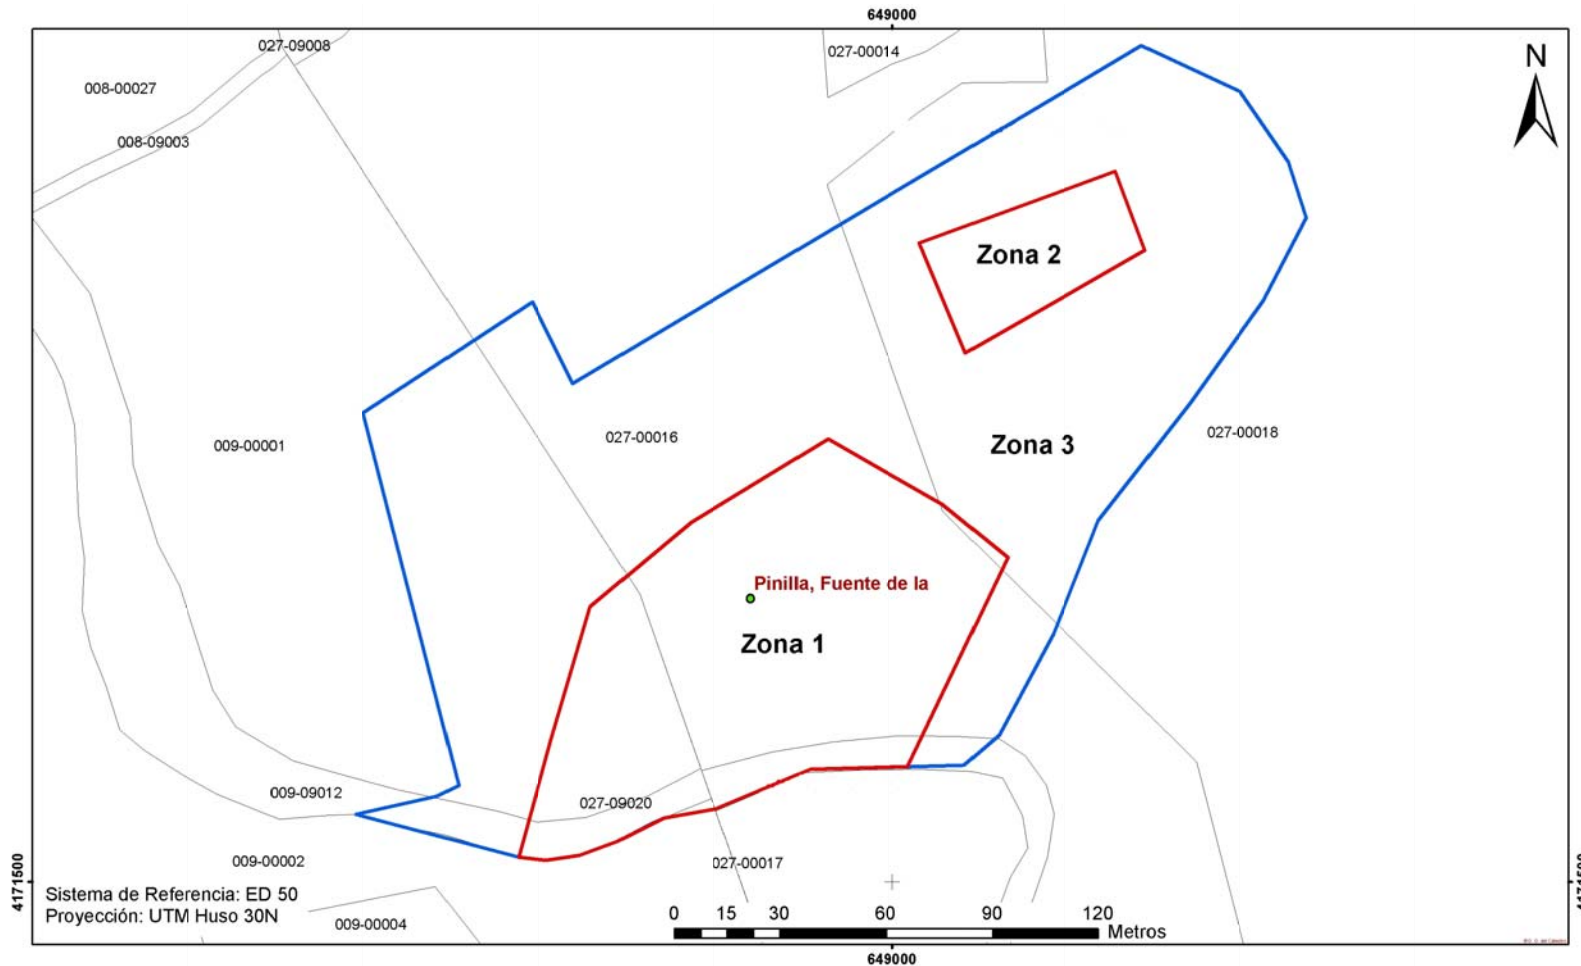 649000
027-09008
027-00014
N
008-00027
008-09003
Zona 2
009-00001
027-00016
Zona 3
027-00018
Pinilla, Fuente de la
Zona 1
009-09012
027-09020
009-00002
027-00017
4171500
4171500
Sistema de Referencia: ED 50
Proyección: UTM Huso 30N
009-00004
0 15 30 60 90 120
Metros
649000